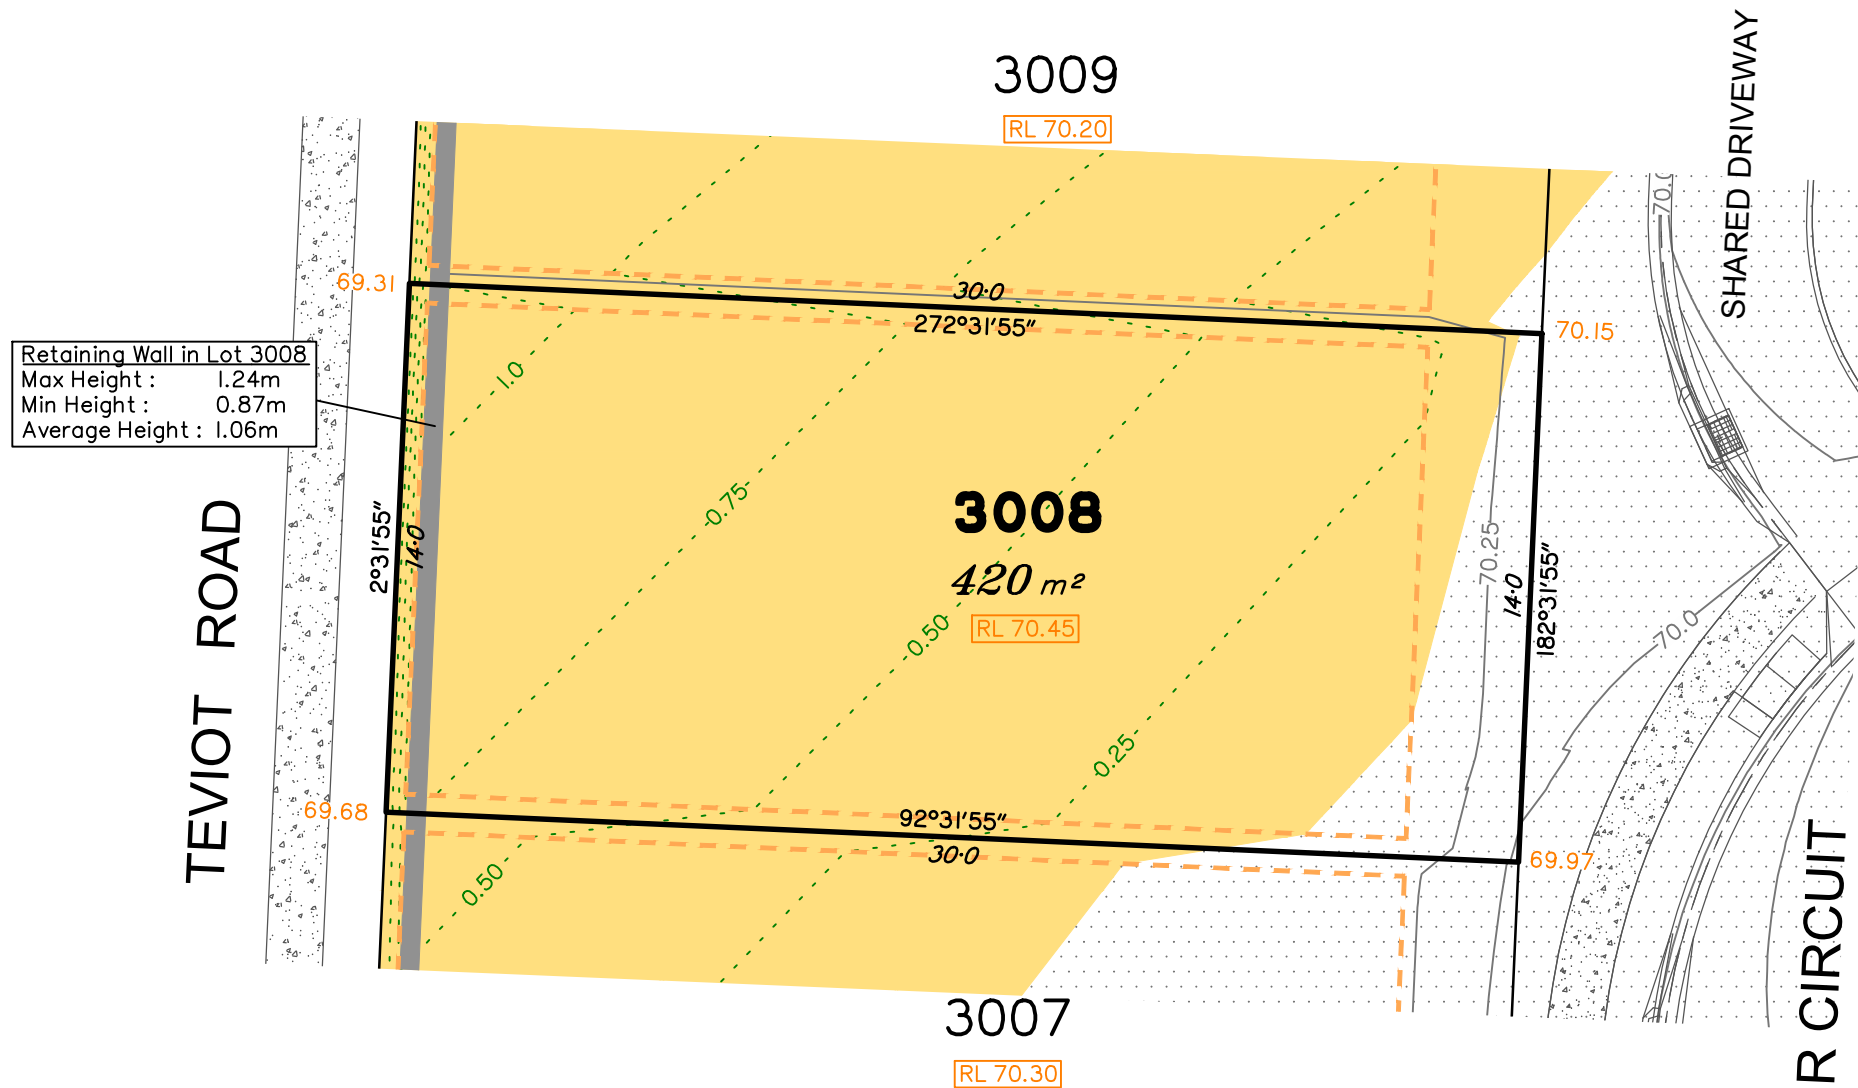 3009
RL 70.20
SHARED DRIVEWAY
70.0
69.31
30·0
272°31'55"
70.15
Retaining Wall in Lot 3008
Max Height : 1.24m
Min Height : 0.87m
Average Height : 1.06m
1.0
0.75
3008
420 m²
RL 70.45
0.50
0.25
70.25
14·0
182°31'55"
70.0
2°31'55"
14·0
TEVIOT ROAD
69.68
92°31'55"
30·0
69.97
0.50
3007
RL 70.30
R CIRCUIT